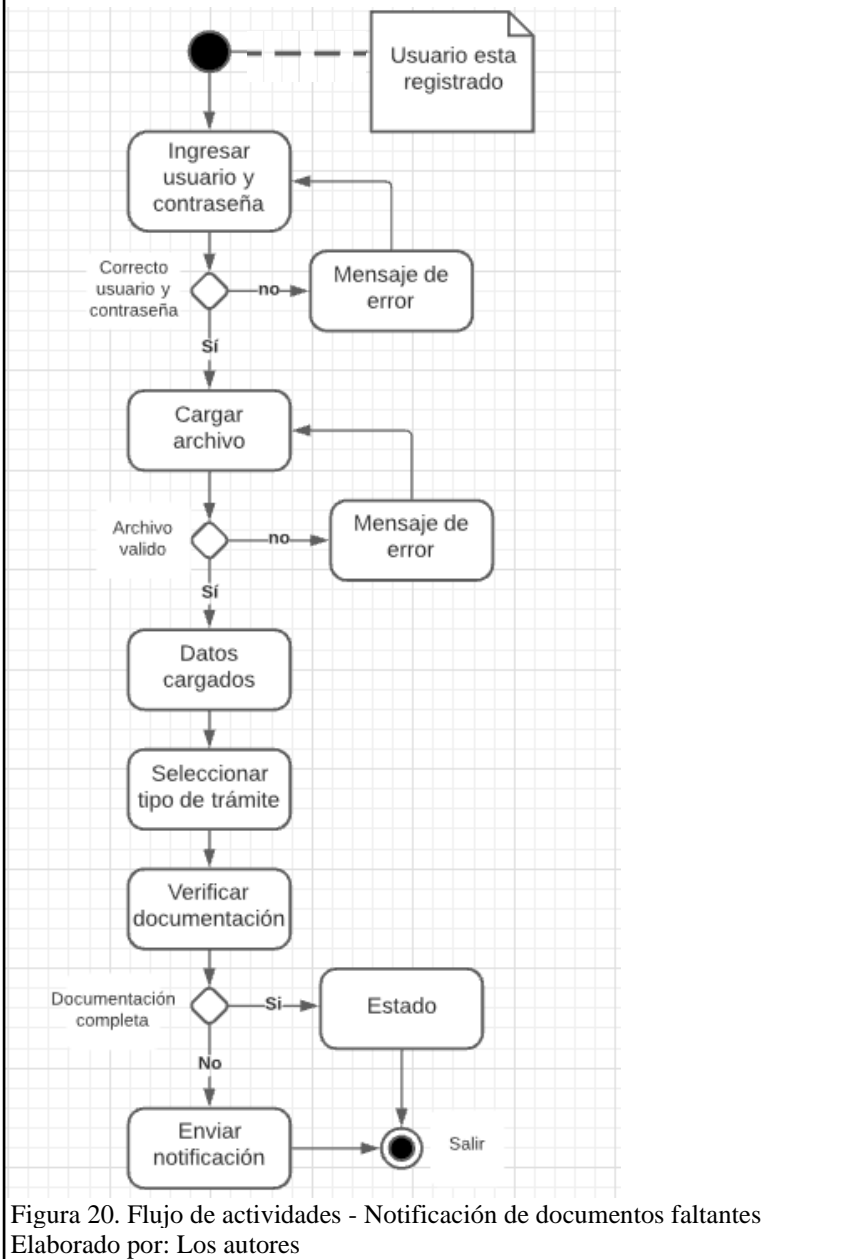 Usuario esta
registrado
Ingresar
usuario y
contraseña
Correcto
usuario y
contraseña
no
Mensaje de
error
Sí
Cargar
archivo
Archivo
valido
no
Mensaje de
error
Sí
Datos
cargados
Seleccionar
tipo de trámite
Verificar
documentación
Documentación
completa
Si
Estado
No
Enviar
notificación
Salir
Figura 20. Flujo de actividades - Notificación de documentos faltantes
Elaborado por: Los autores